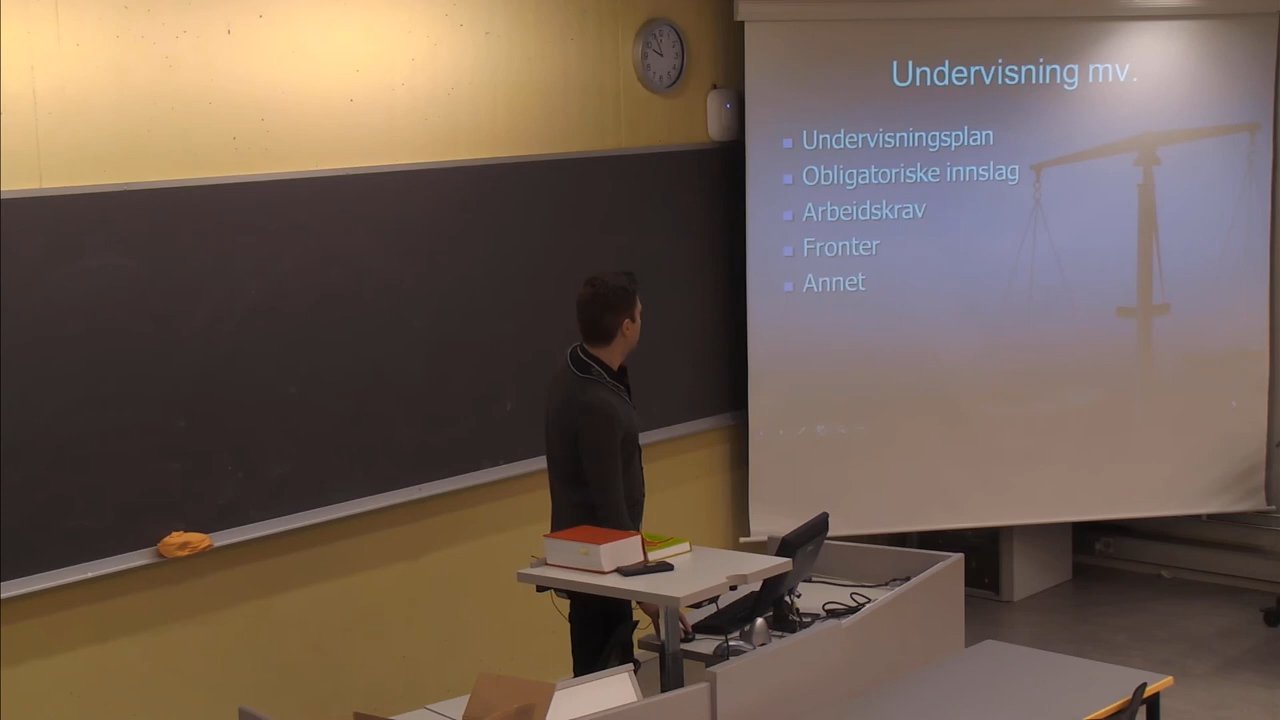 Undervisning mv.
Undervisningsplan
Obligatoriske innslag
Arbeidskrav
Fronter
Annet